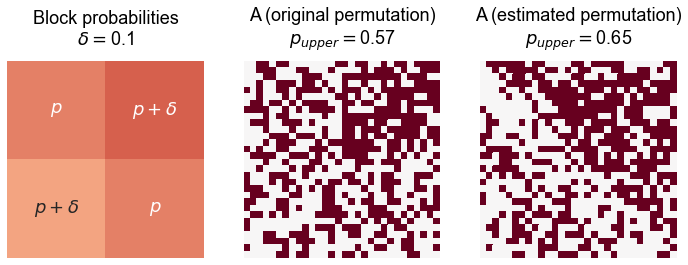 Block probabilities
δ = 0.1
A (original permutation)
p_upper = 0.57
A (estimated permutation)
p_upper = 0.65
p
p + δ
p + δ
p